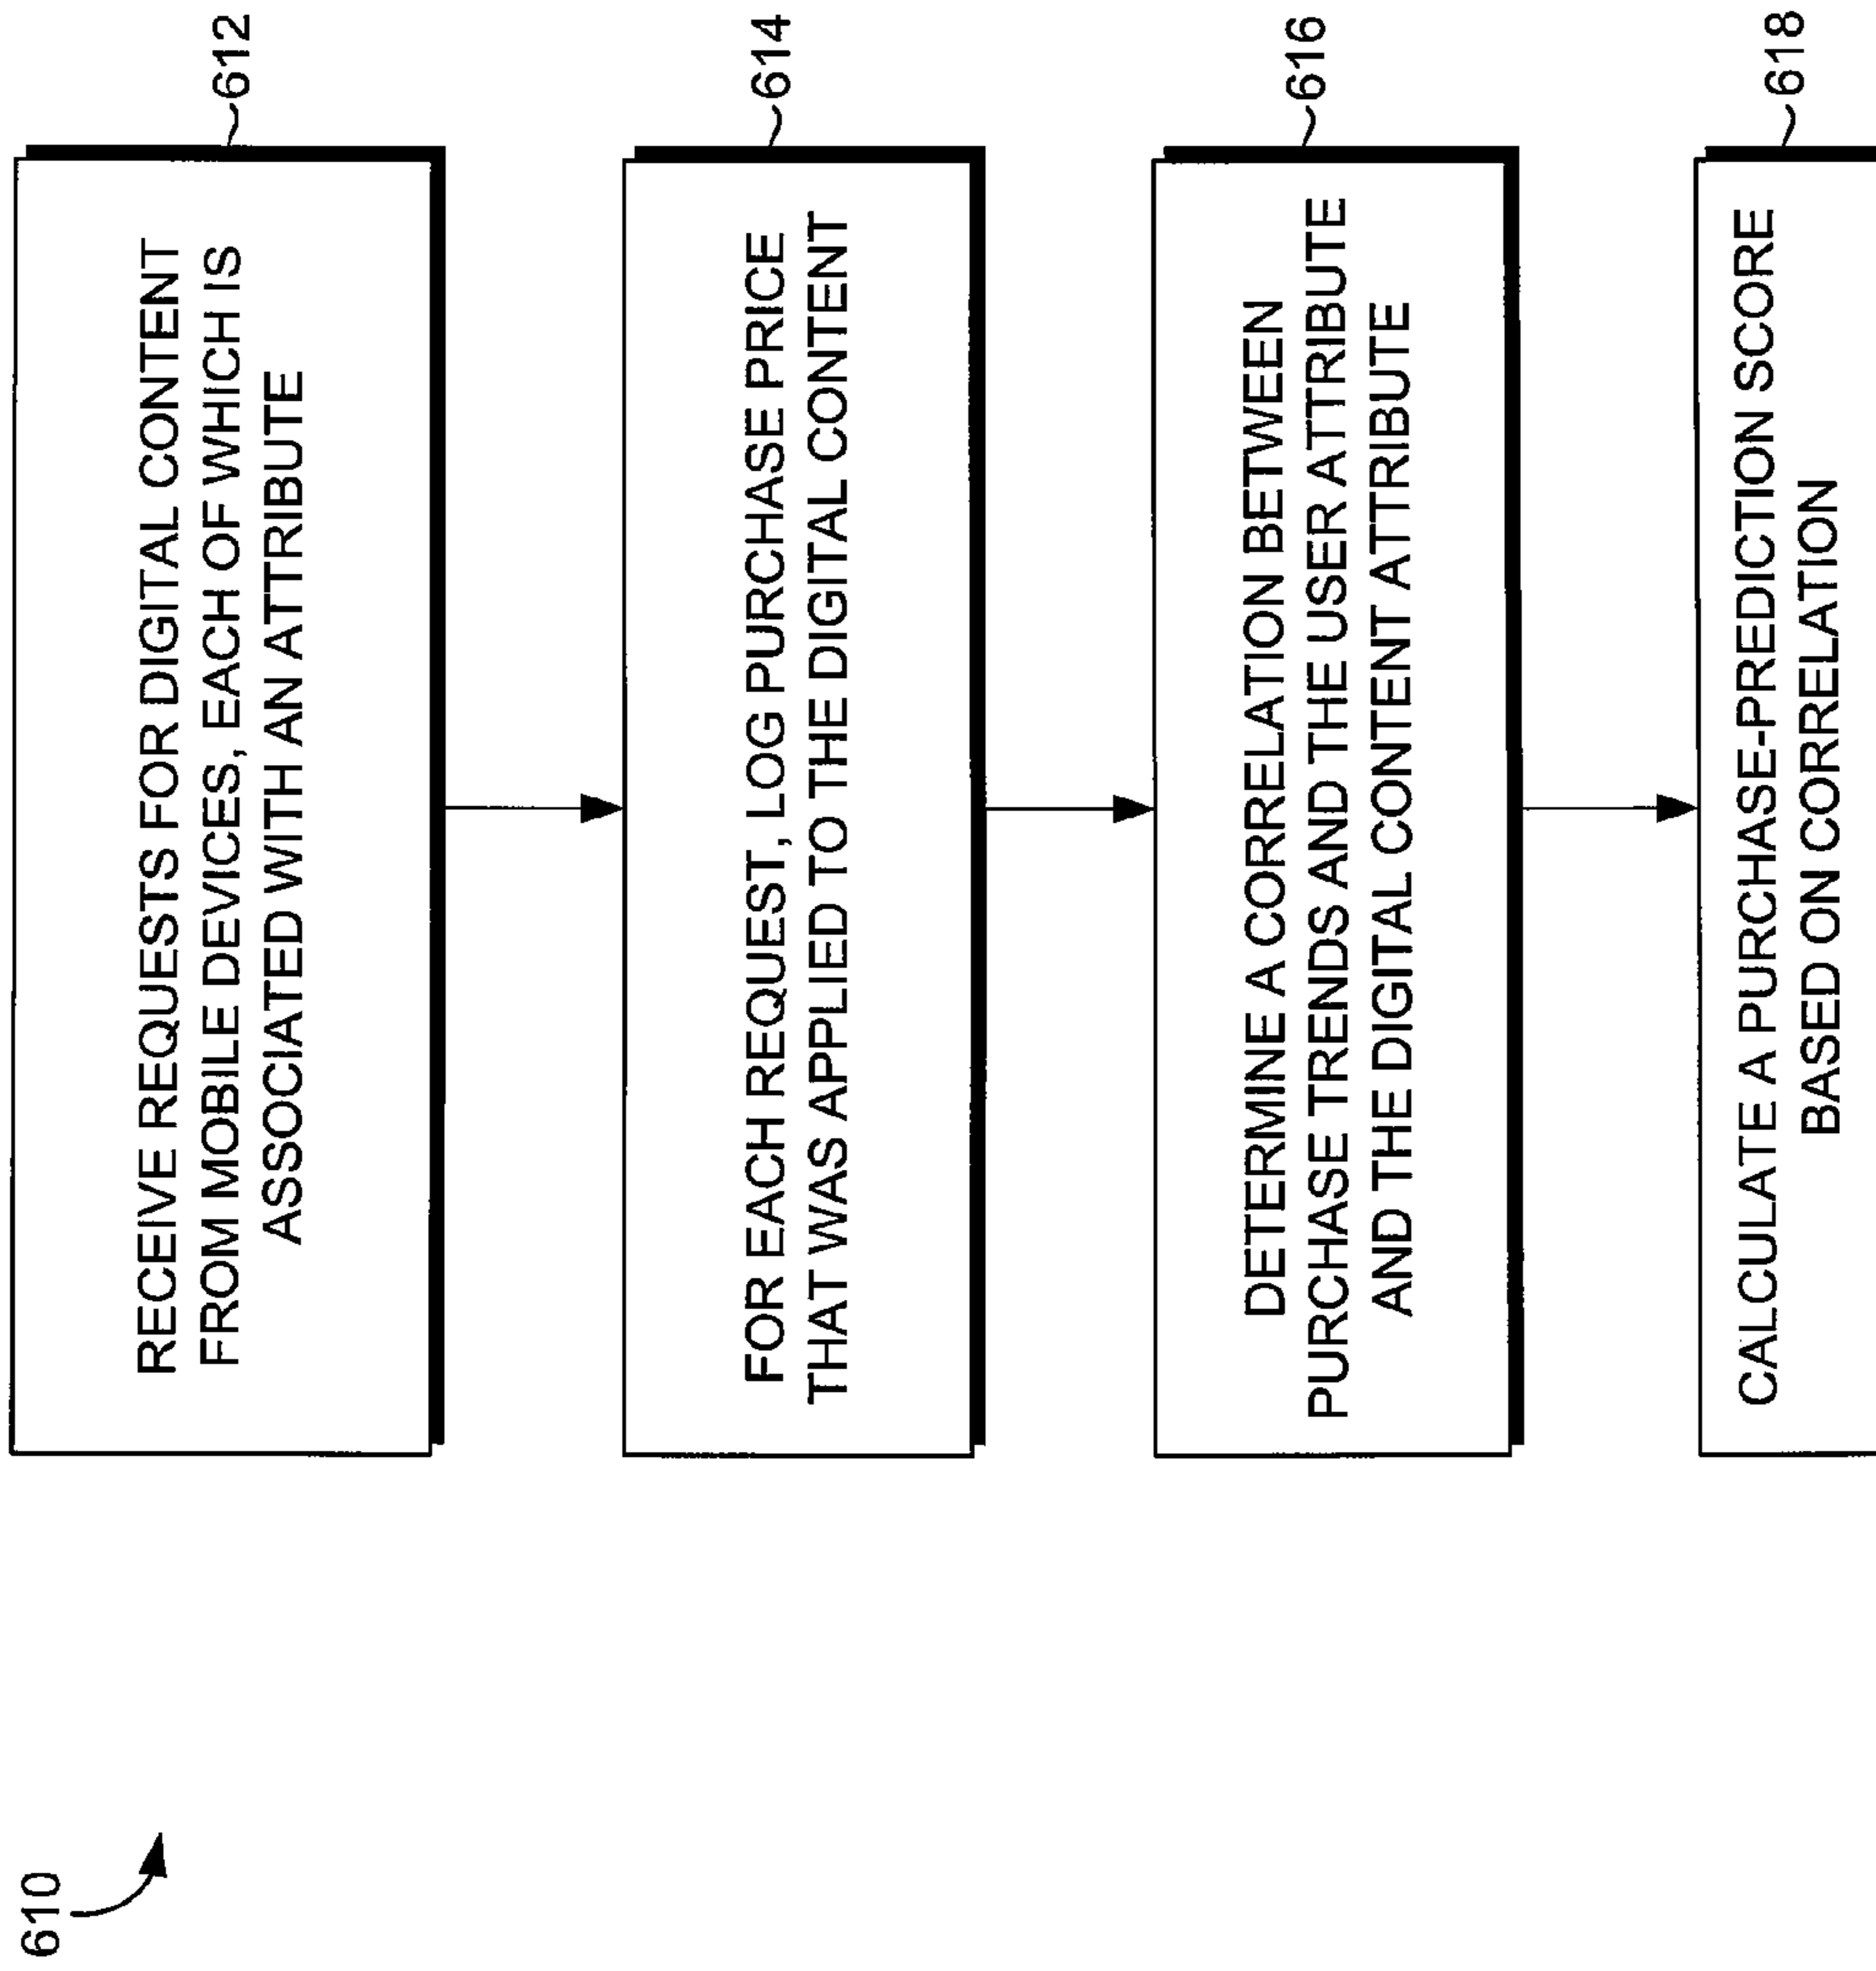 610
RECEIVE REQUESTS FOR DIGITAL CONTENT
FROM MOBILE DEVICES, EACH OF WHICH IS
ASSOCIATED WITH AN ATTRIBUTE
612
FOR EACH REQUEST, LOG PURCHASE PRICE
THAT WAS APPLIED TO THE DIGITAL CONTENT
614
DETERMINE A CORRELATION BETWEEN
PURCHASE TRENDS AND THE USER ATTRIBUTE
AND THE DIGITAL CONTENT ATTRIBUTE
616
CALCULATE A PURCHASE-PREDICTION SCORE
BASED ON CORRELATION
618